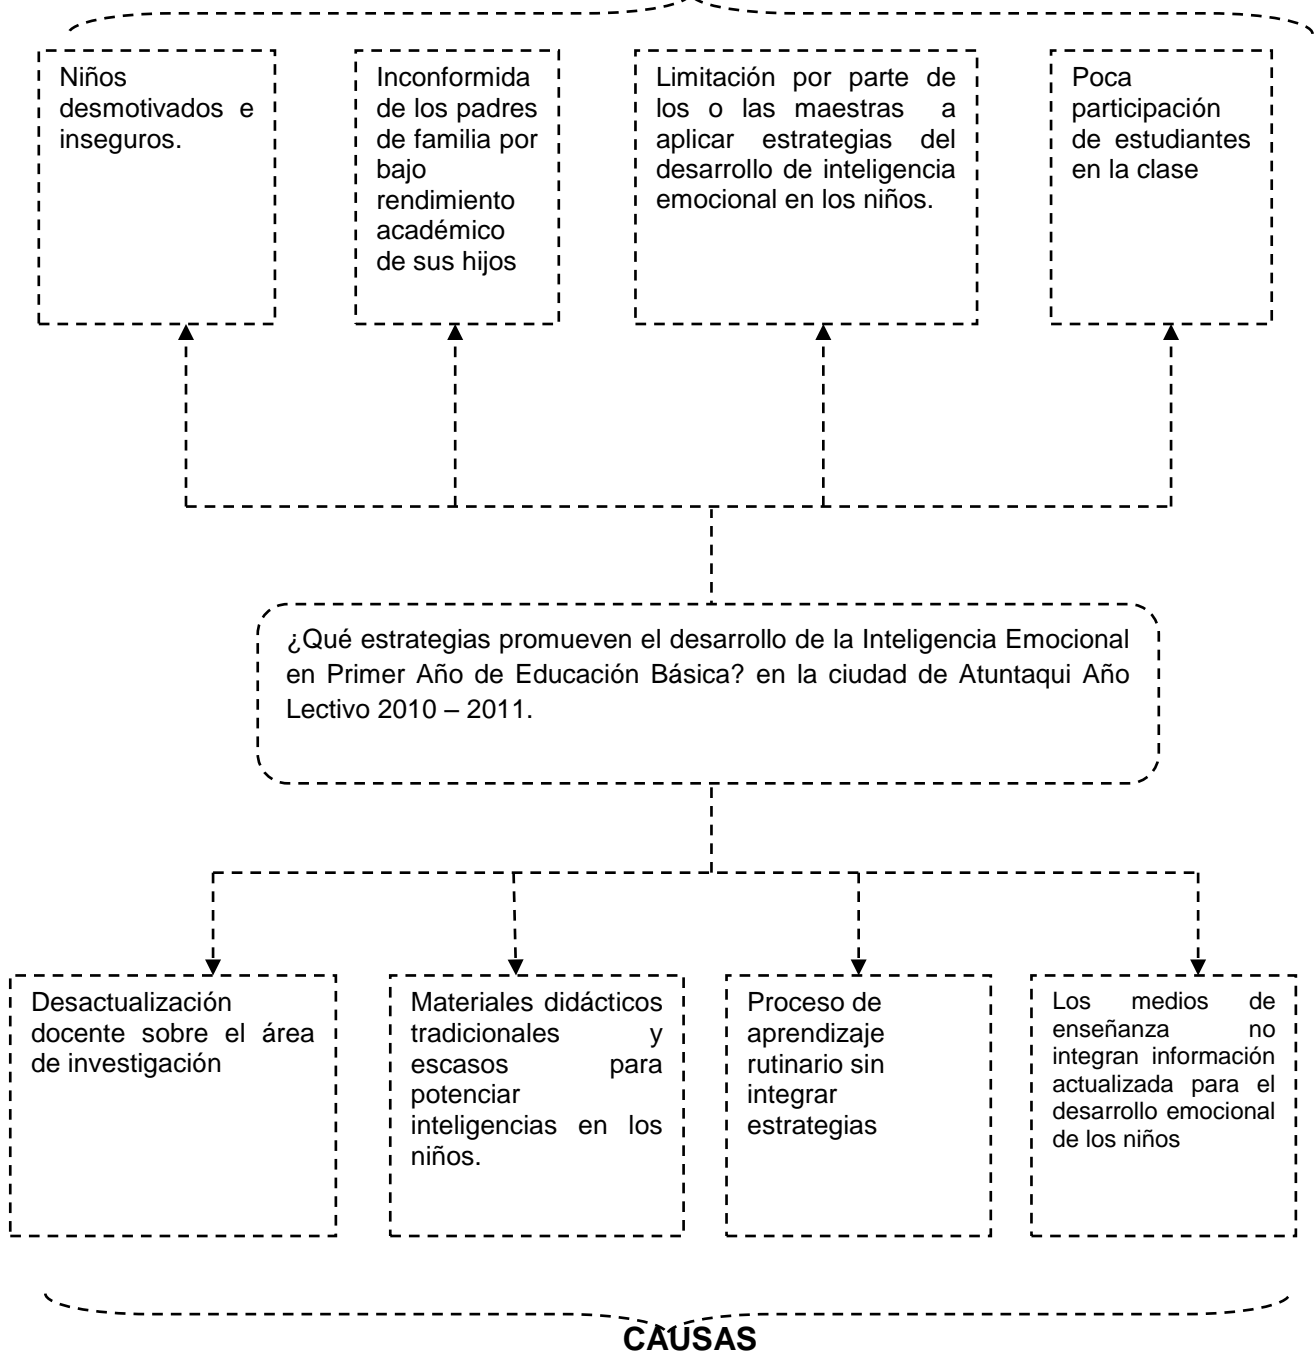 Niños
desmotivados e
inseguros.
Inconformida
de los padres
de familia por
bajo
rendimiento
académico
de sus hijos
Limitación por parte de
los o las maestras a
aplicar estrategias del
desarrollo de inteligencia
emocional en los niños.
Poca
participación
de estudiantes
en la clase
¿Qué estrategias promueven el desarrollo de la Inteligencia Emocional
en Primer Año de Educación Básica? en la ciudad de Atuntaqui Año
Lectivo 2010 – 2011.
Desactualización
docente sobre el área
de investigación
Materiales didácticos
tradicionales y
escasos para
potenciar
inteligencias en los
niños.
Proceso de
aprendizaje
rutinario sin
integrar
estrategias
Los medios de
enseñanza no
integran información
actualizada para el
desarrollo emocional
de los niños
CAUSAS